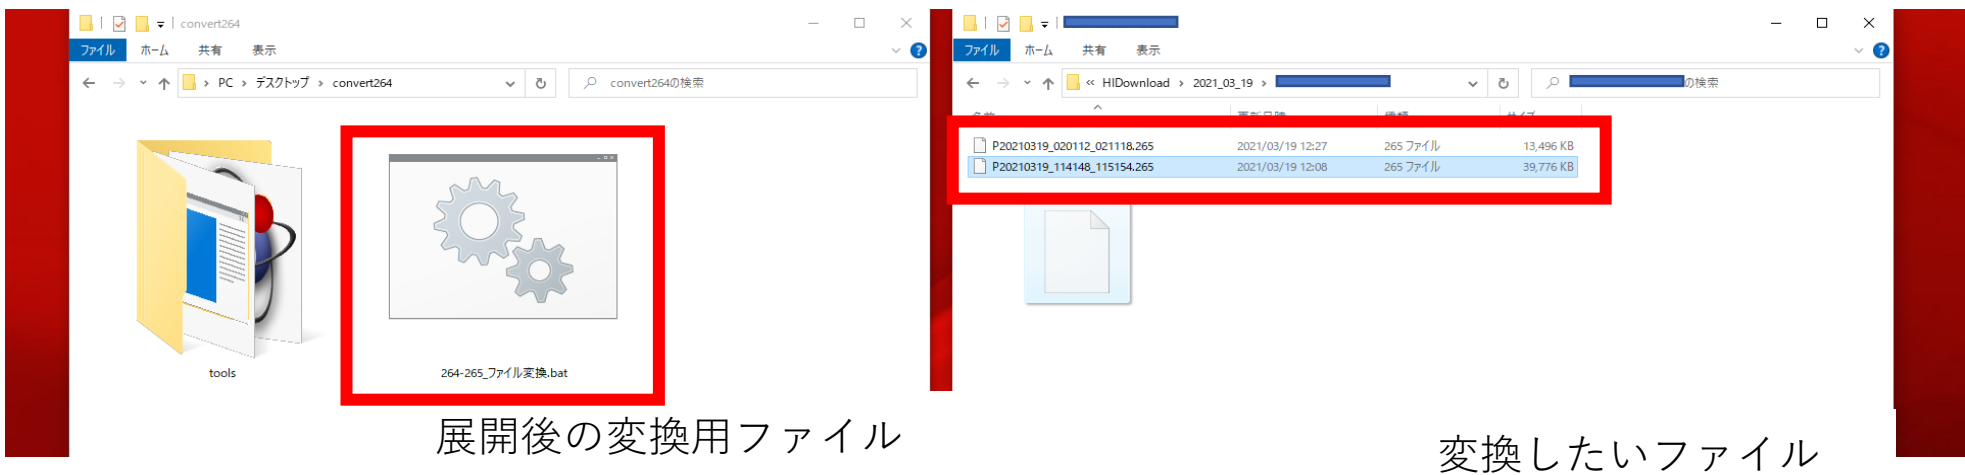 convert264
ファイル ホーム 共有 表示
PC › デスクトップ › convert264
convert264の検索
tools
264-265_ファイル変換.bat
展開後の変換用ファイル
ファイル ホーム 共有 表示
« HIDownload › 2021_03_19 ›
の検索
P20210319_020112_021118.265 2021/03/19 12:27 265 ファイル 13,496 KB
P20210319_114148_115154.265 2021/03/19 12:08 265 ファイル 39,776 KB
変換したいファイル